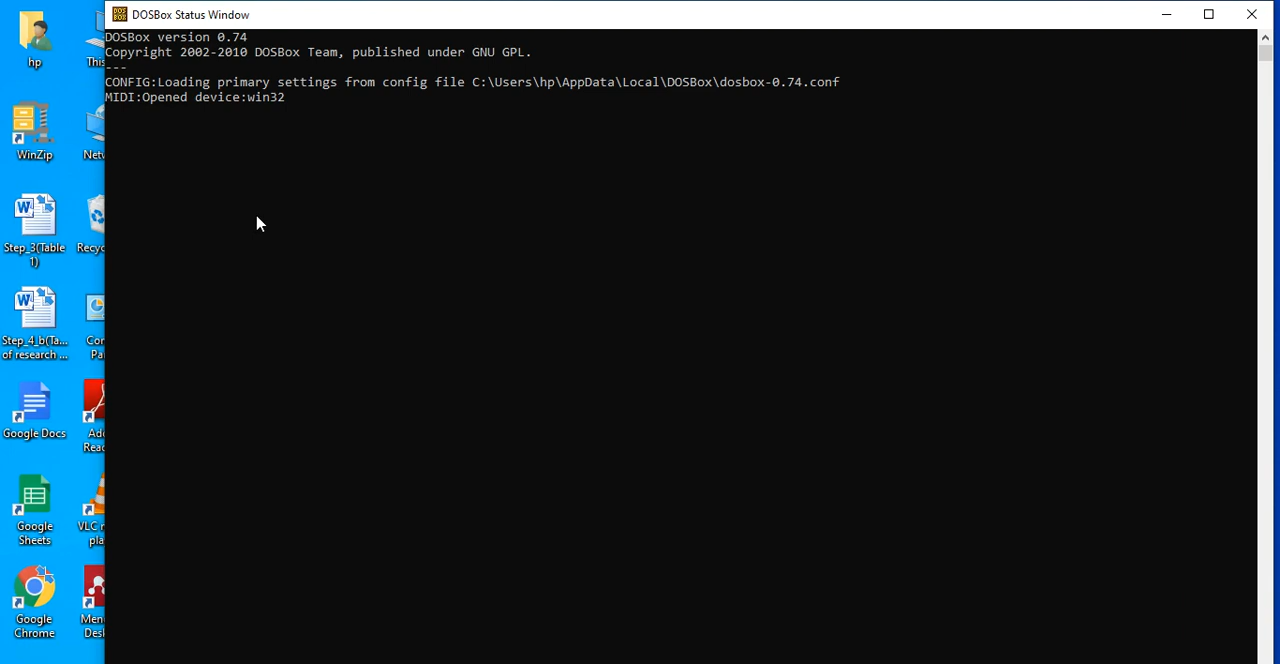 DOSBox Status Window
DOSBox version 0.74
Copyright 2002-2010 DOSBox Team, published under GNU GPL.
---
CONFIG:Loading primary settings from config file C:\Users\hp\AppData\Local\DOSBox\dosbox-0.74.conf
MIDI:Opened device:win32
hp
WinZip
Step_3(Table
1)
Step_4_b(Ta...
of research ...
Google Docs
Google
Sheets
Google
Chrome
This
Netw
Recyc
Con
Pa
Ado
Read
VLC
pla
Men
Desk